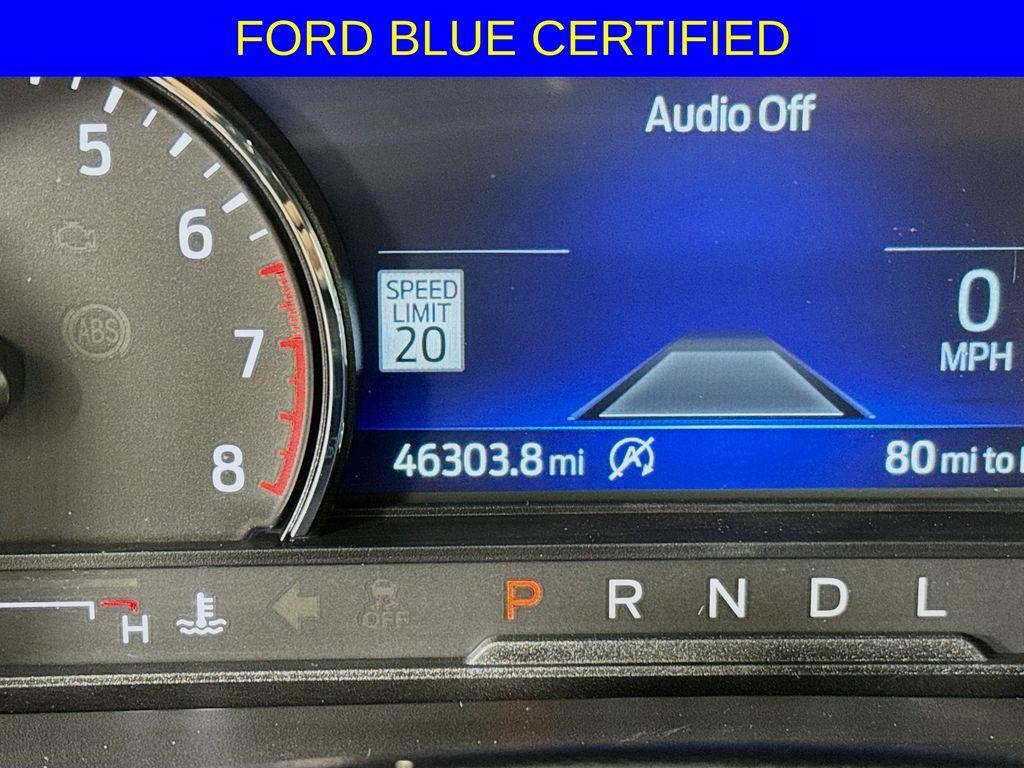 FORD BLUE CERTIFIED
Audio Off
5
6
7
8
ABS
SPEED
LIMIT
20
0
MPH
46303.8 mi
A
80 mi to
H
OFF
P R N D L